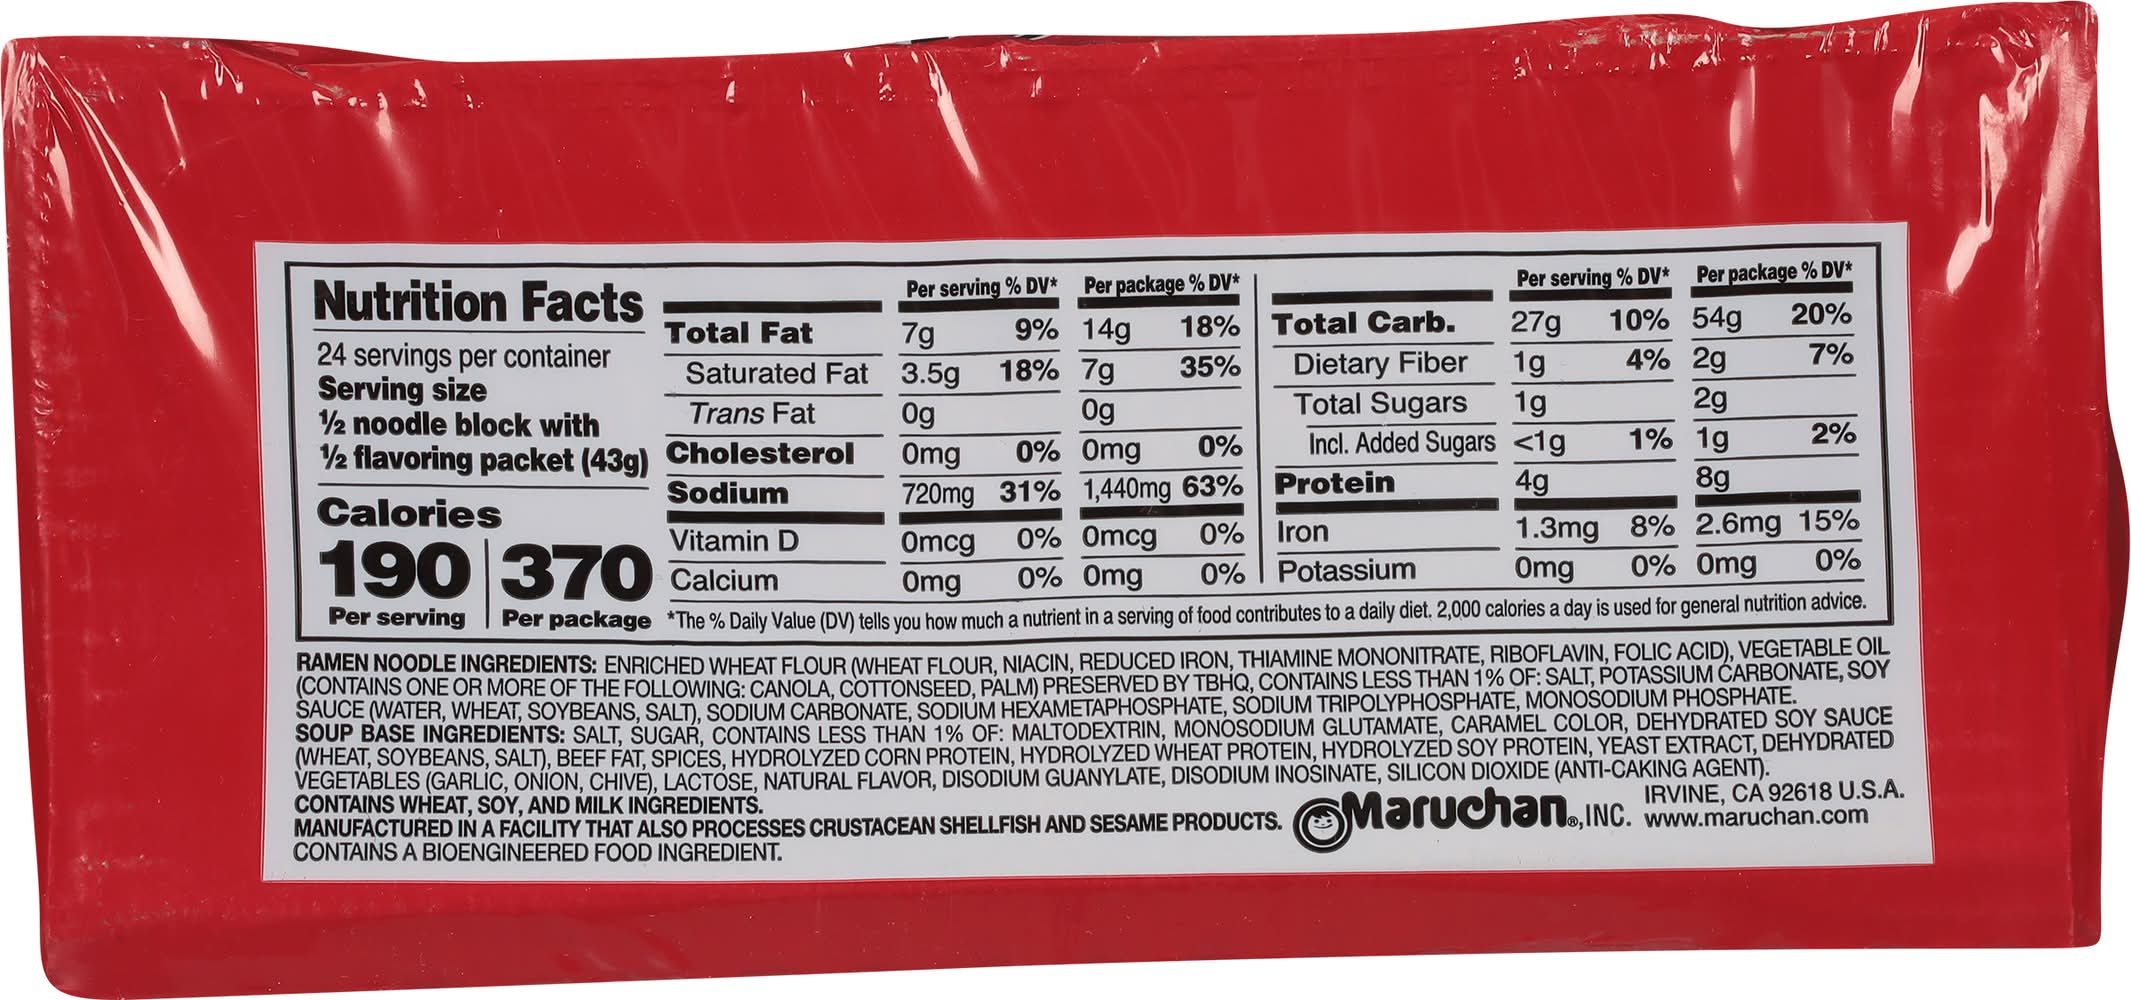 Nutrition Facts
24 servings per container
Serving size
½ noodle block with
½ flavoring packet (43g)
Calories
190 370
Per serving Per package
Per serving % DV* Per package % DV*
Total Fat 7g 9% 14g 18%
Saturated Fat 3.5g 18% 7g 35%
Trans Fat 0g 0g
Cholesterol 0mg 0% 0mg 0%
Sodium 720mg 31% 1,440mg 63%
Vitamin D 0mcg 0% 0mcg 0%
Calcium 0mg 0% 0mg 0%
Per serving % DV* Per package % DV*
Total Carb. 27g 10% 54g 20%
Dietary Fiber 1g 4% 2g 7%
Total Sugars 1g 2g
Incl. Added Sugars <1g 1% 1g 2%
Protein 4g 8g
Iron 1.3mg 8% 2.6mg 15%
Potassium 0mg 0% 0mg 0%
*The % Daily Value (DV) tells you how much a nutrient in a serving of food contributes to a daily diet. 2,000 calories a day is used for general nutrition advice.
RAMEN NOODLE INGREDIENTS: ENRICHED WHEAT FLOUR (WHEAT FLOUR, NIACIN, REDUCED IRON, THIAMINE MONONITRATE, RIBOFLAVIN, FOLIC ACID), VEGETABLE OIL
(CONTAINS ONE OR MORE OF THE FOLLOWING: CANOLA, COTTONSEED, PALM) PRESERVED BY TBHQ, CONTAINS LESS THAN 1% OF: SALT, POTASSIUM CARBONATE, SOY
SAUCE (WATER, WHEAT, SOYBEANS, SALT), SODIUM CARBONATE, SODIUM HEXAMETAPHOSPHATE, SODIUM TRIPOLYPHOSPHATE, MONOSODIUM PHOSPHATE.
SOUP BASE INGREDIENTS: SALT, SUGAR, CONTAINS LESS THAN 1% OF: MALTODEXTRIN, MONOSODIUM GLUTAMATE, CARAMEL COLOR, DEHYDRATED SOY SAUCE
(WHEAT, SOYBEANS, SALT), BEEF FAT, SPICES, HYDROLYZED CORN PROTEIN, HYDROLYZED WHEAT PROTEIN, HYDROLYZED SOY PROTEIN, YEAST EXTRACT, DEHYDRATED
VEGETABLES (GARLIC, ONION, CHIVE), LACTOSE, NATURAL FLAVOR, DISODIUM GUANYLATE, DISODIUM INOSINATE, SILICON DIOXIDE (ANTI-CAKING AGENT).
CONTAINS WHEAT, SOY, AND MILK INGREDIENTS.
MANUFACTURED IN A FACILITY THAT ALSO PROCESSES CRUSTACEAN SHELLFISH AND SESAME PRODUCTS.
CONTAINS A BIOENGINEERED FOOD INGREDIENT.
Maruchan®, INC.
IRVINE, CA 92618 U.S.A.
www.maruchan.com